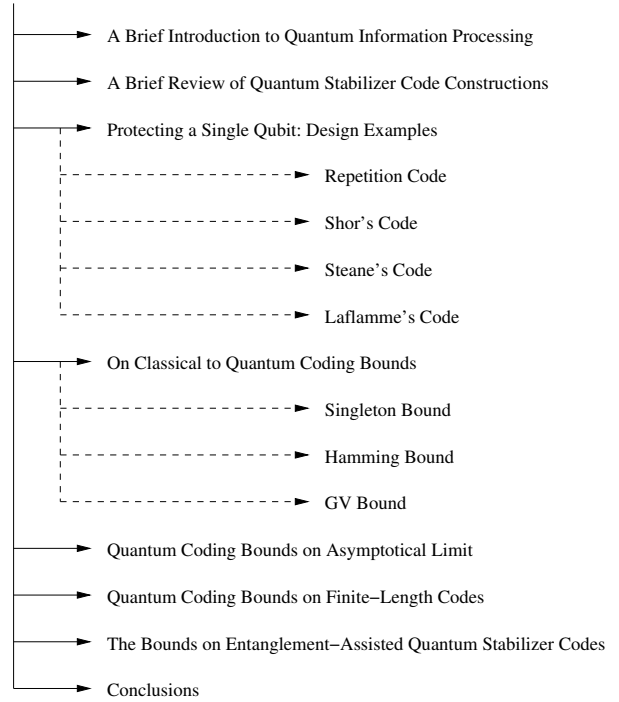 A Brief Introduction to Quantum Information Processing
A Brief Review of Quantum Stabilizer Code Constructions
Protecting a Single Qubit: Design Examples
Repetition Code
Shor's Code
Steane's Code
Laflamme's Code
On Classical to Quantum Coding Bounds
Singleton Bound
Hamming Bound
GV Bound
Quantum Coding Bounds on Asymptotical Limit
Quantum Coding Bounds on Finite−Length Codes
The Bounds on Entanglement−Assisted Quantum Stabilizer Codes
Conclusions